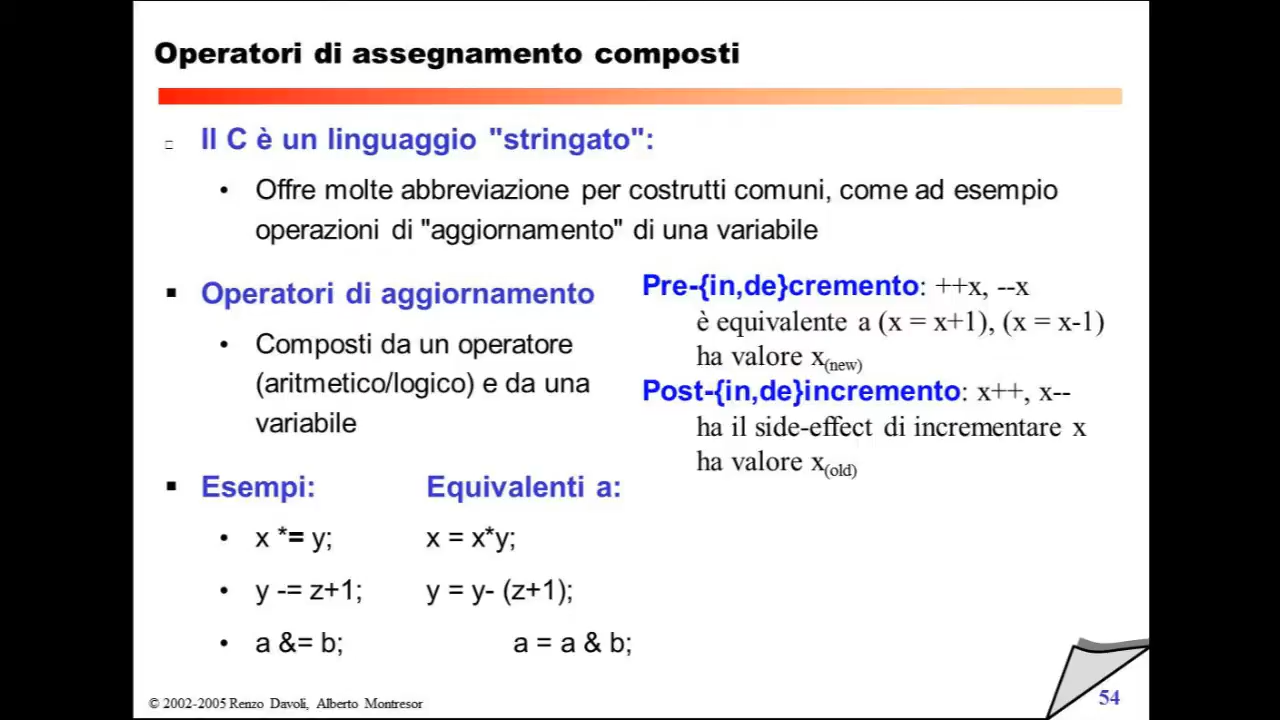 Operatori di assegnamento composti
Il C è un linguaggio "stringato":
• Offre molte abbreviazione per costrutti comuni, come ad esempio
operazioni di "aggiornamento" di una variabile
▪ Operatori di aggiornamento
• Composti da un operatore
(aritmetico/logico) e da una
variabile
Pre-{in,de}cremento: ++x, --x
è equivalente a (x = x+1), (x = x-1)
ha valore x(new)
Post-{in,de}incremento: x++, x--
ha il side-effect di incrementare x
ha valore x(old)
▪ Esempi: Equivalenti a:
• x *= y; x = x*y;
• y -= z+1; y = y- (z+1);
• a &= b; a = a & b;
© 2002-2005 Renzo Davoli, Alberto Montresor
54